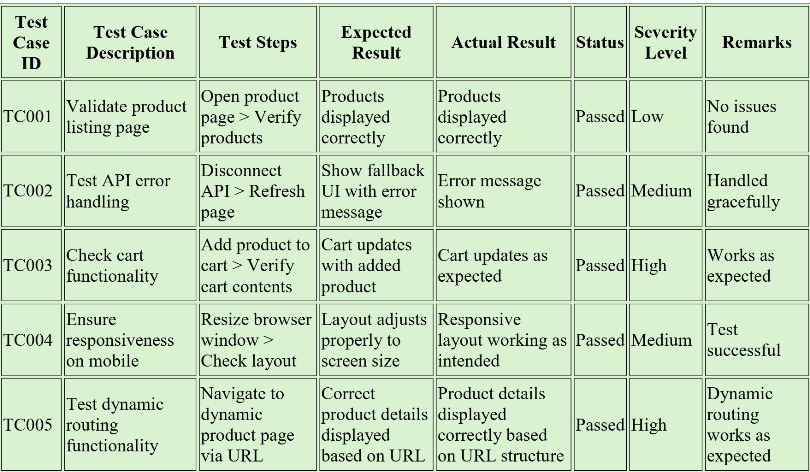 Test Case ID | Test Case Description | Test Steps | Expected Result | Actual Result | Status | Severity Level | Remarks
TC001 | Validate product listing page | Open product page > Verify products | Products displayed correctly | Products displayed correctly | Passed | Low | No issues found
TC002 | Test API error handling | Disconnect API > Refresh page | Show fallback UI with error message | Error message shown | Passed | Medium | Handled gracefully
TC003 | Check cart functionality | Add product to cart > Verify cart contents | Cart updates with added product | Cart updates as expected | Passed | High | Works as expected
TC004 | Ensure responsiveness on mobile | Resize browser window > Check layout | Layout adjusts properly to screen size | Responsive layout working as intended | Passed | Medium | Test successful
TC005 | Test dynamic routing functionality | Navigate to dynamic product page via URL | Correct product details displayed based on URL | Product details displayed correctly based on URL structure | Passed | High | Dynamic routing works as expected